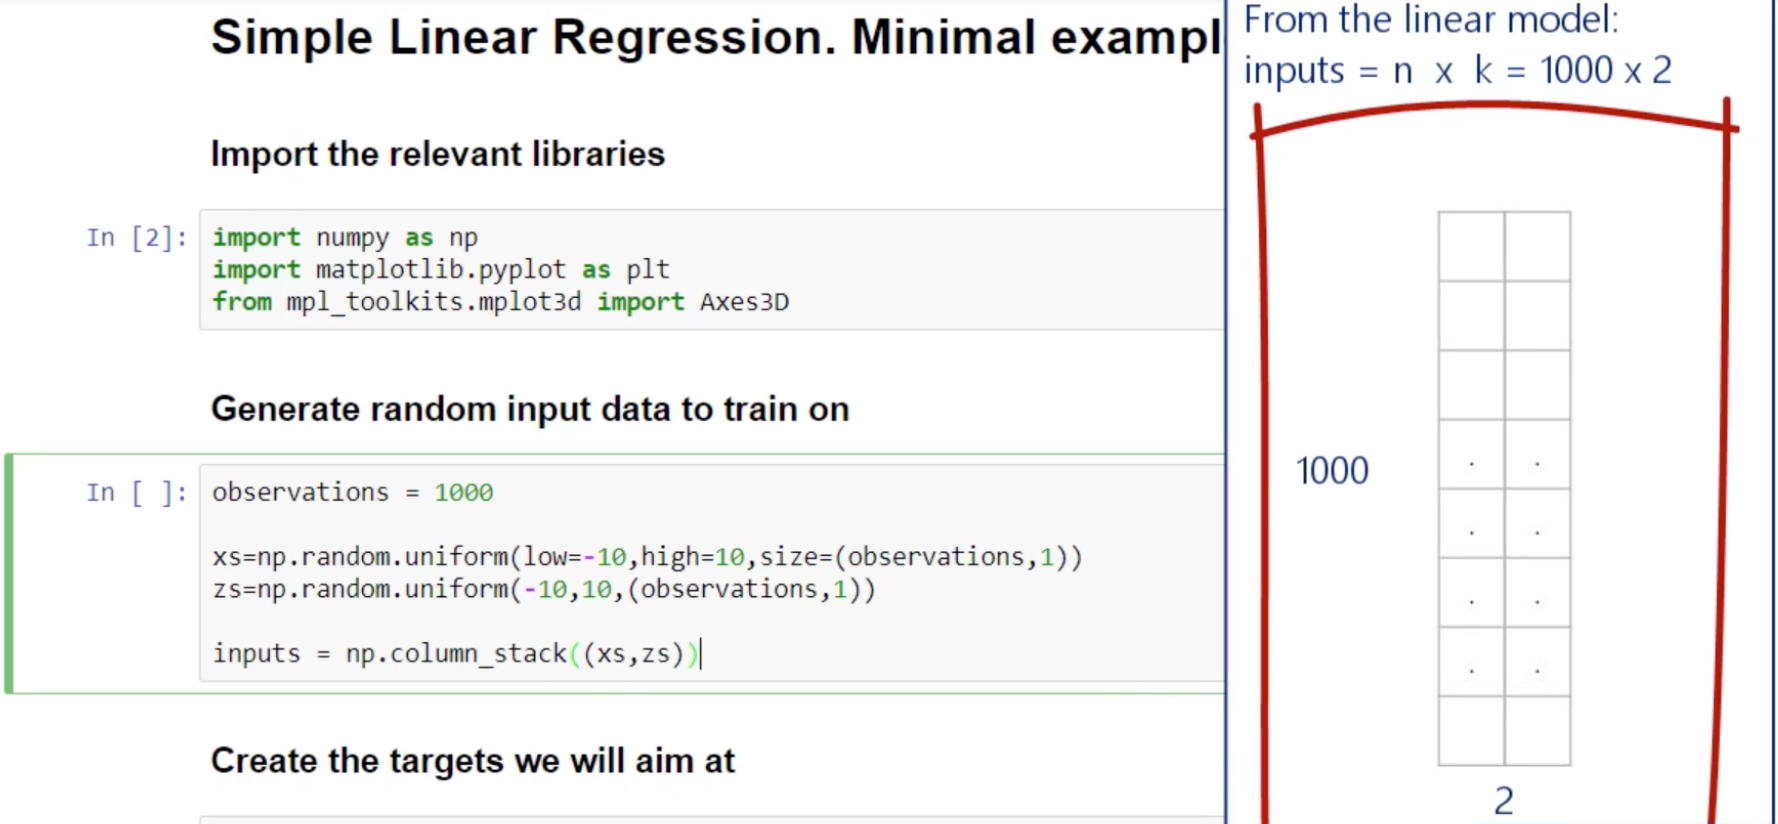 Simple Linear Regression. Minimal exampl
Import the relevant libraries
In [2]:
import numpy as np
import matplotlib.pyplot as plt
from mpl_toolkits.mplot3d import Axes3D
Generate random input data to train on
In [ ]:
observations = 1000
xs=np.random.uniform(low=-10,high=10,size=(observations,1))
zs=np.random.uniform(-10,10,(observations,1))
inputs = np.column_stack((xs,zs))
Create the targets we will aim at
From the linear model:
inputs = n x k = 1000 x 2
1000
2